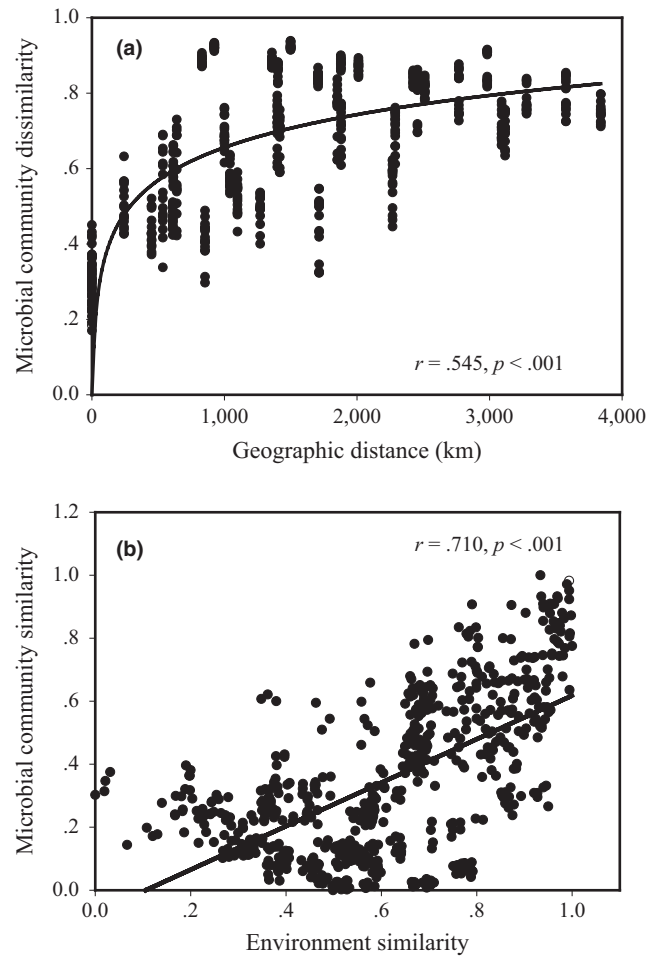 1.0
(a)
.8
.6
.4
.2
0.0
Microbial community dissimilarity
r = .545, p < .001
0 1,000 2,000 3,000 4,000
Geographic distance (km)
1.2
(b)
r = .710, p < .001
1.0
.8
.6
.4
.2
0.0
Microbial community similarity
0.0 .2 .4 .6 .8 1.0
Environment similarity